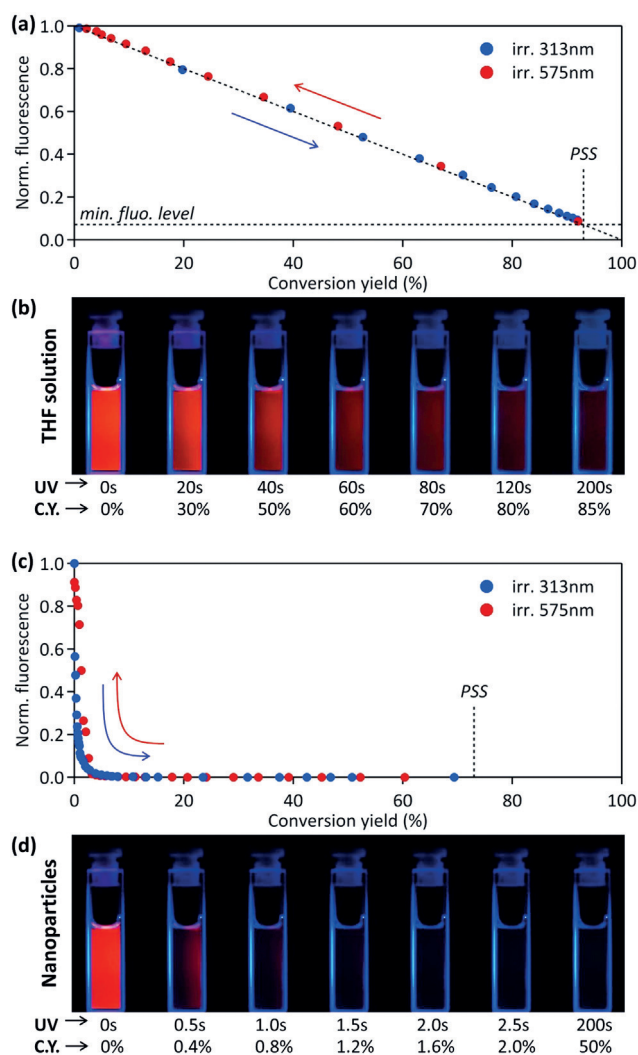 (a)
Norm. fluorescence
1.0
0.8
0.6
0.4
0.2
0.0
irr. 313nm
irr. 575nm
PSS
min. fluo. level
0 20 40 60 80 100
Conversion yield (%)
(b)
THF solution
UV → 0s 20s 40s 60s 80s 120s 200s
C.Y. → 0% 30% 50% 60% 70% 80% 85%
(c)
Norm. fluorescence
1.0
0.8
0.6
0.4
0.2
0.0
irr. 313nm
irr. 575nm
PSS
0 20 40 60 80 100
Conversion yield (%)
(d)
Nanoparticles
UV → 0s 0.5s 1.0s 1.5s 2.0s 2.5s 200s
C.Y. → 0% 0.4% 0.8% 1.2% 1.6% 2.0% 50%